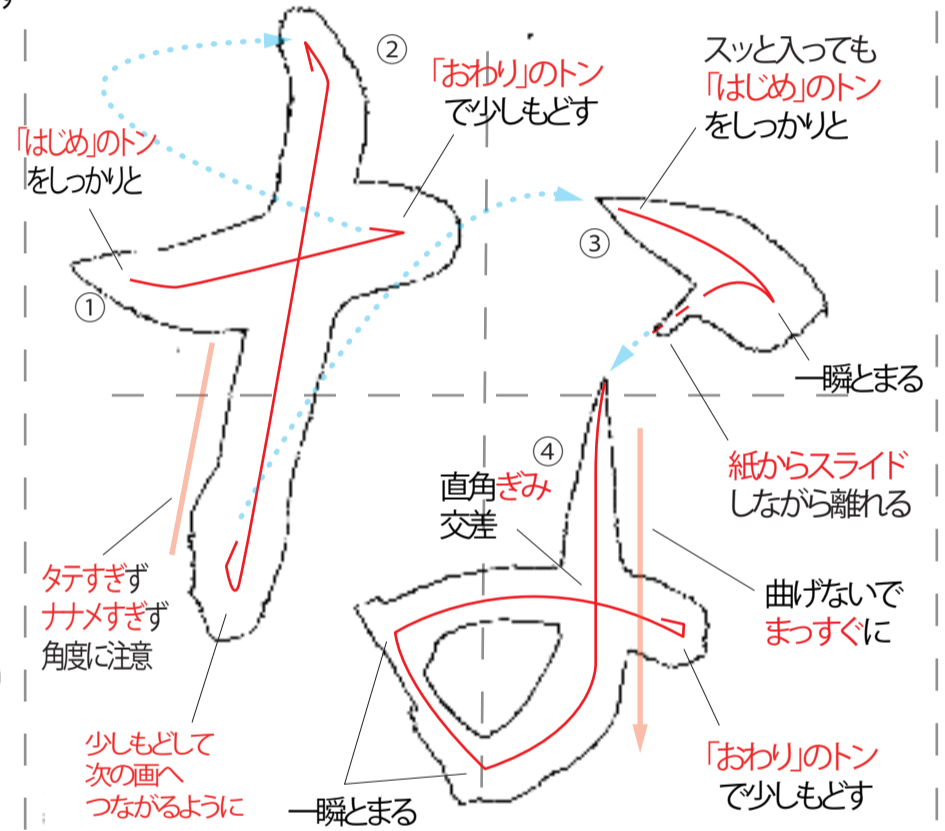 ②
「おわり」のトン
で少しもどす
スッと入っても
「はじめ」のトン
をしっかりと
「はじめ」のトン
をしっかりと
①
③
一瞬とまる
④
直角ぎみ
交差
紙からスライド
しながら離れる
タテすぎず
ナナメすぎず
角度に注意
曲げないで
まっすぐに
少しもどして
次の画へ
つながるように
一瞬とまる
「おわり」のトン
で少しもどす